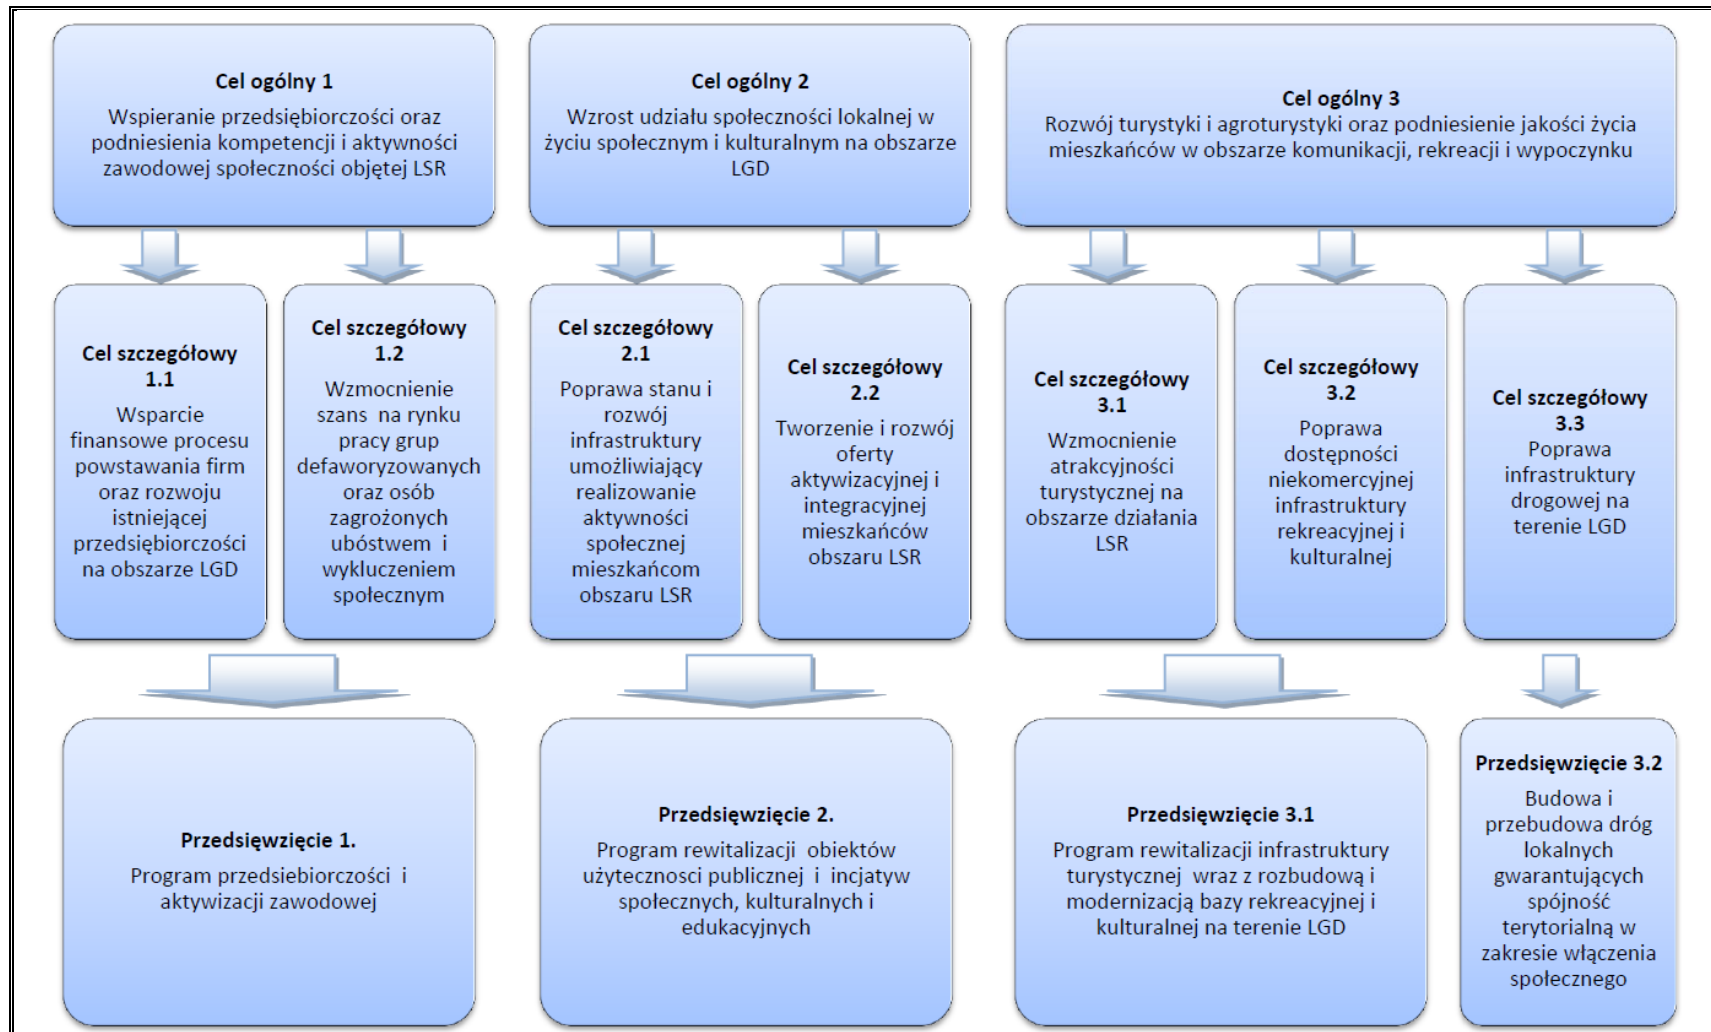 Cel ogólny 1
Wspieranie przedsiębiorczości oraz
podniesienia kompetencji i aktywności
zawodowej społeczności objętej LSR
Cel ogólny 2
Wzrost udziału społeczności lokalnej w
życiu społecznym i kulturalnym na obszarze
LGD
Cel ogólny 3
Rozwój turystyki i agroturystyki oraz podniesienie jakości życia
mieszkańców w obszarze komunikacji, rekreacji i wypoczynku
Cel szczegółowy
1.1
Wsparcie
finansowe procesu
powstawania firm
oraz rozwoju
istniejącej
przedsiębiorczości
na obszarze LGD
Cel szczegółowy
1.2
Wzmocnienie
szans na rynku
pracy grup
defaworyzowanych
oraz osób
zagrożonych
ubóstwem i
wykluczeniem
społecznym
Cel szczegółowy
2.1
Poprawa stanu i
rozwój
infrastruktury
umożliwiający
realizowanie
aktywności
społecznej
mieszkańcom
obszaru LSR
Cel szczegółowy
2.2
Tworzenie i rozwój
oferty
aktywizacyjnej i
integracyjnej
mieszkańców
obszaru LSR
Cel szczegółowy
3.1
Wzmocnienie
atrakcyjności
turystycznej na
obszarze działania
LSR
Cel szczegółowy
3.2
Poprawa
dostępności
niekomercyjnej
infrastruktury
rekreacyjnej i
kulturalnej
Cel szczegółowy
3.3
Poprawa
infrastruktury
drogowej na
terenie LGD
Przedsięwzięcie 1.
Program przedsiebiorczości i
aktywizacji zawodowej
Przedsięwzięcie 2.
Program rewitalizacji obiektów
użytecznosci publicznej i incjatyw
społecznych, kulturalnych i
edukacyjnych
Przedsięwzięcie 3.1
Program rewitalizacji infrastruktury
turystycznej wraz z rozbudową i
modernizacją bazy rekreacyjnej i
kulturalnej na terenie LGD
Przedsięwzięcie 3.2
Budowa i
przebudowa dróg
lokalnych
gwarantujących
spójność
terytorialną w
zakresie włączenia
społecznego